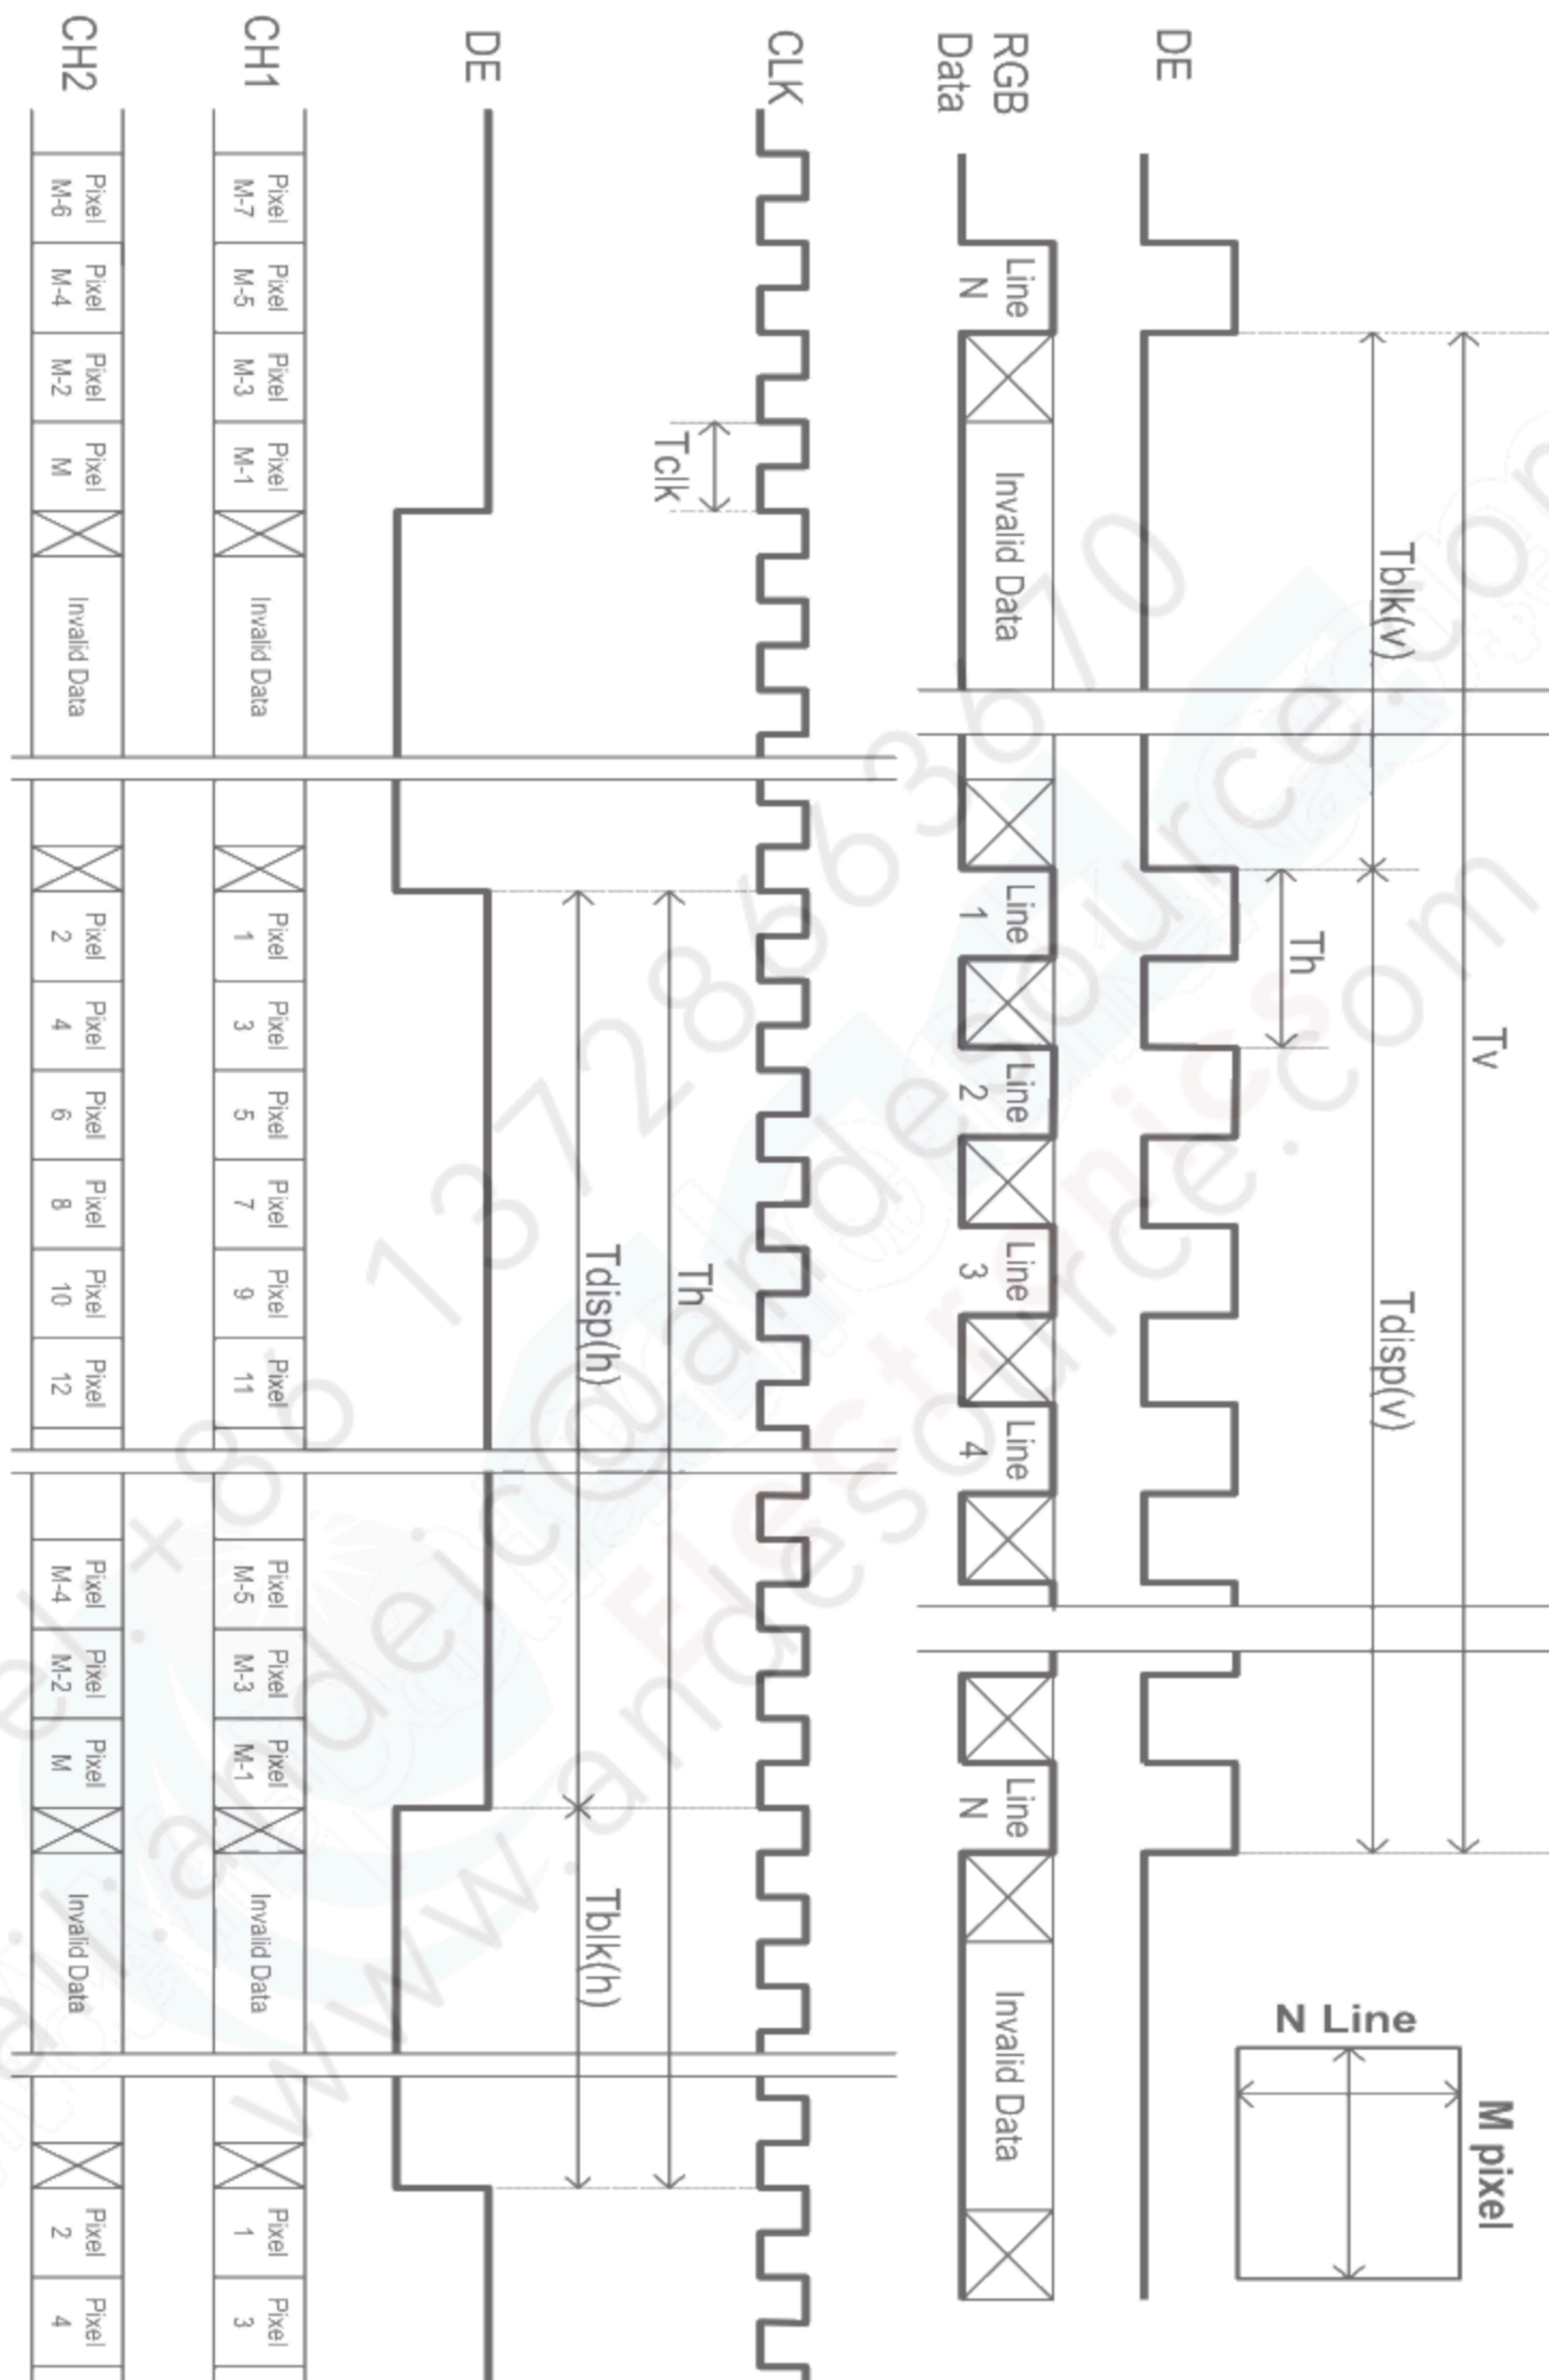 Tv
Tblk(v)
Tdisp(v)
Th
DE
RGB
Data
Line
N
Invalid Data
Line
1
Line
2
Line
3
Line
4
Line
N
Invalid Data
N Line
M pixel
CLK
Tclk
Th
Tdisp(h)
Tblk(h)
DE
CH1
Pixel
M-7
Pixel
M-5
Pixel
M-3
Pixel
M-1
Invalid Data
Pixel
1
Pixel
3
Pixel
5
Pixel
7
Pixel
9
Pixel
11
Pixel
M-5
Pixel
M-3
Pixel
M-1
Invalid Data
Pixel
1
Pixel
3
CH2
Pixel
M-6
Pixel
M-4
Pixel
M-2
Pixel
M
Invalid Data
Pixel
2
Pixel
4
Pixel
6
Pixel
8
Pixel
10
Pixel
12
Pixel
M-4
Pixel
M-2
Pixel
M
Invalid Data
Pixel
2
Pixel
4
www.andesource.com
Electronics